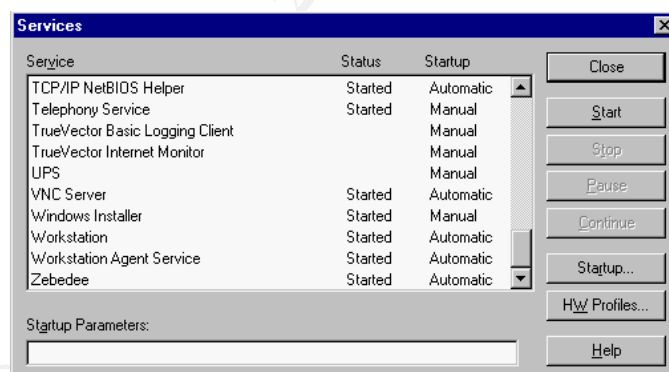 Services
Service Status Startup
TCP/IP NetBIOS Helper Started Automatic
Telephony Service Started Manual
TrueVector Basic Logging Client Manual
TrueVector Internet Monitor Manual
UPS Manual
VNC Server Started Automatic
Windows Installer Started Manual
Workstation Started Automatic
Workstation Agent Service Started Automatic
Zebedee Started Automatic
Startup Parameters:
Close
Start
Stop
Pause
Continue
Startup...
HW Profiles...
Help